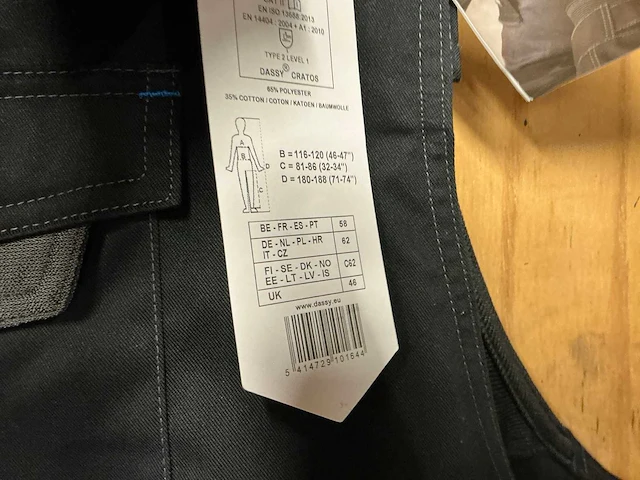 EN ISO 13688:2013
EN 14404 : 2004 + A1 : 2010
TYPE 2 LEVEL 1
DASSY® CRATOS
65% POLYESTER
35% COTTON / COTON / KATOEN / BAUMWOLLE
A
B
C
D
B = 116-120 (46-47")
C = 81-86 (32-34")
D = 180-188 (71-74")
BE - FR - ES - PT 58
DE - NL - PL - HR
IT - CZ 62
FI - SE - DK - NO
EE - LT - LV - IS C62
UK 46
www.dassy.eu
5 414729 101644